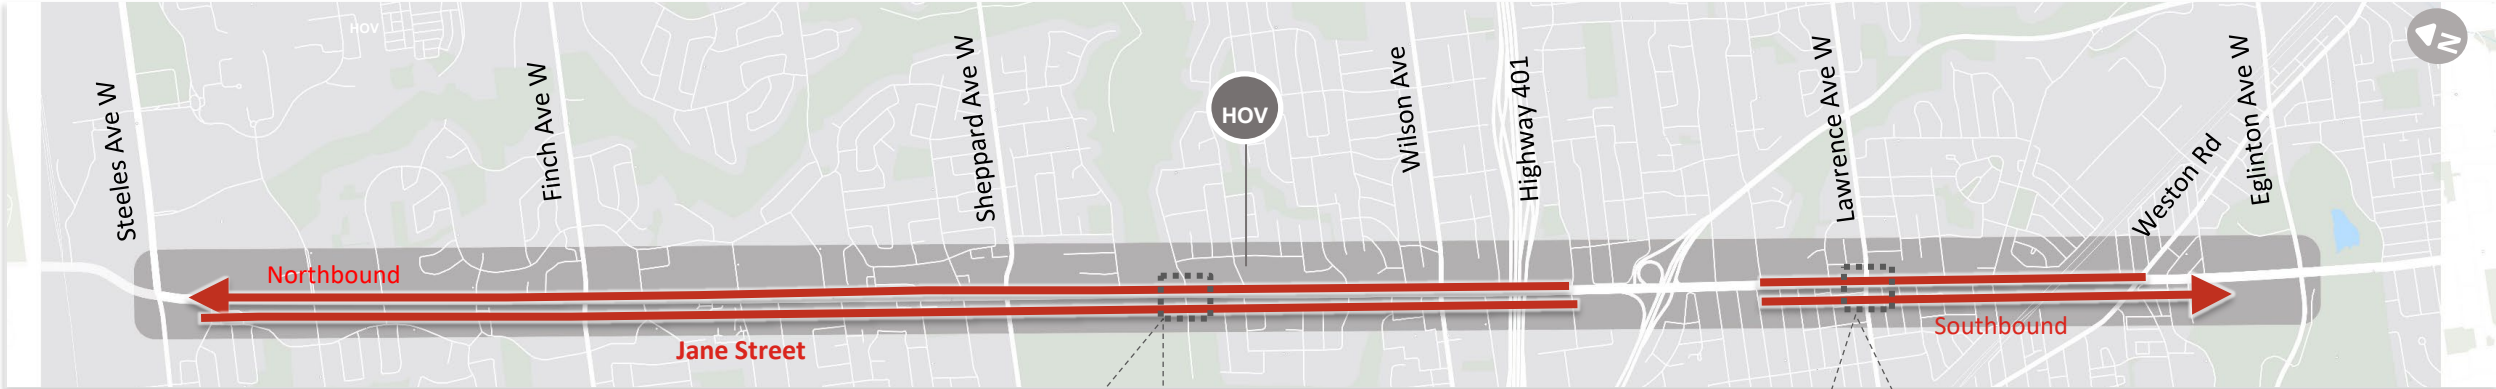 HOV
Steeles Ave W
Finch Ave W
Sheppard Ave W
HOV
Wilson Ave
Highway 401
Lawrence Ave W
Weston Rd
Eglinton Ave W
N
Northbound
Southbound
Jane Street